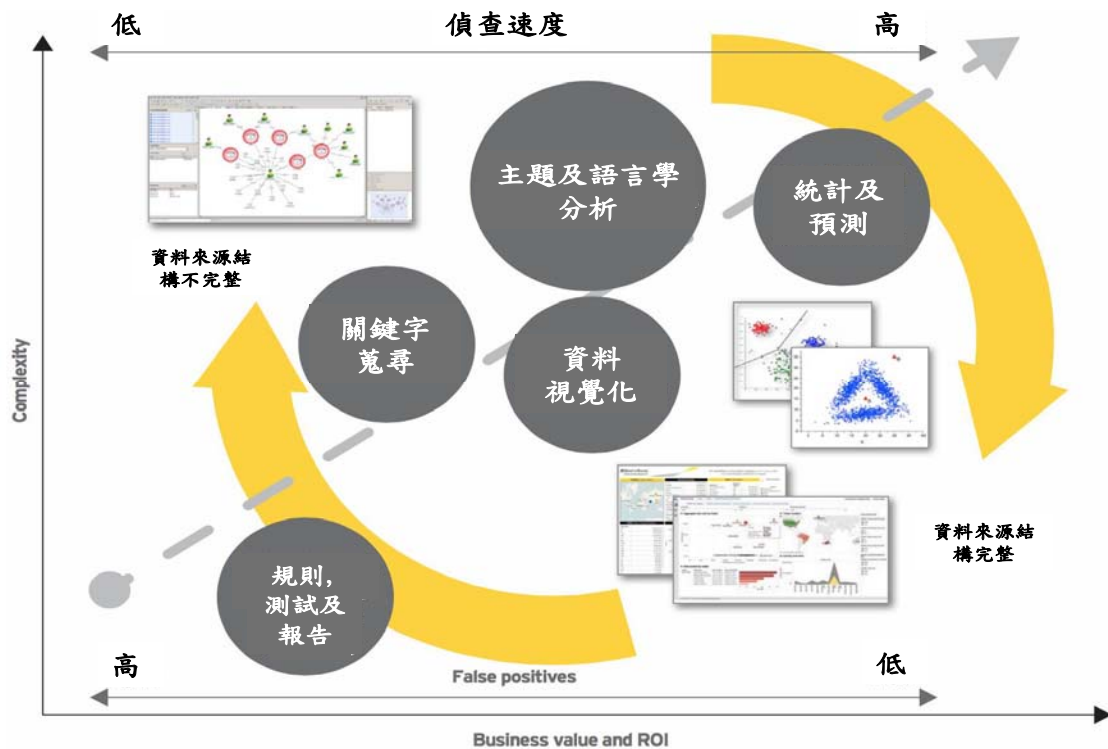 低
偵查速度
高
主題及語言學
分析
統計及
預測
資料來源結
構不完整
關鍵字
蒐尋
資料
視覺化
Complexity
資料來源結
構完整
規則,
測試及
報告
高
低
False positives
Business value and ROI